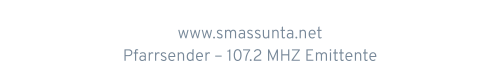 www.smassunta.net
Pfarrsender – 107.2 MHZ Emittente